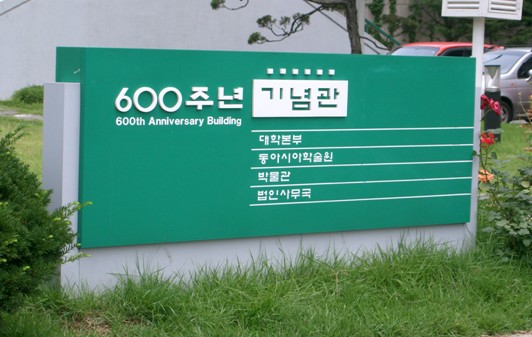 600주년 기념관
600th Anniversary Building
대학본부
동아시아학술원
박물관
법인사무국